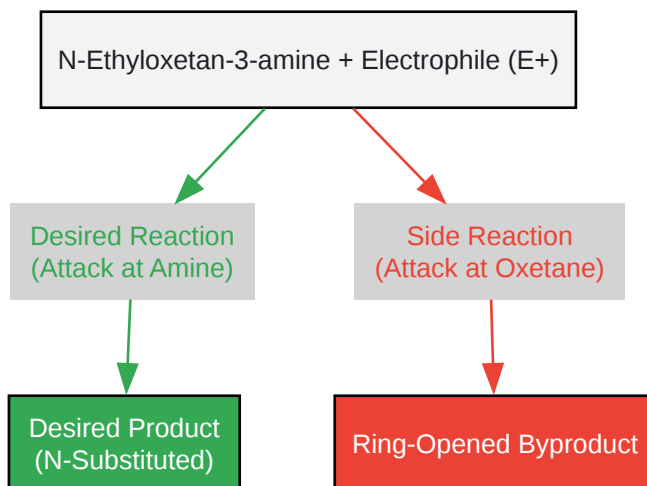 N-Ethyloxetan-3-amine + Electrophile (E+)
Desired Reaction
(Attack at Amine)
Side Reaction
(Attack at Oxetane)
Desired Product
(N-Substituted)
Ring-Opened Byproduct